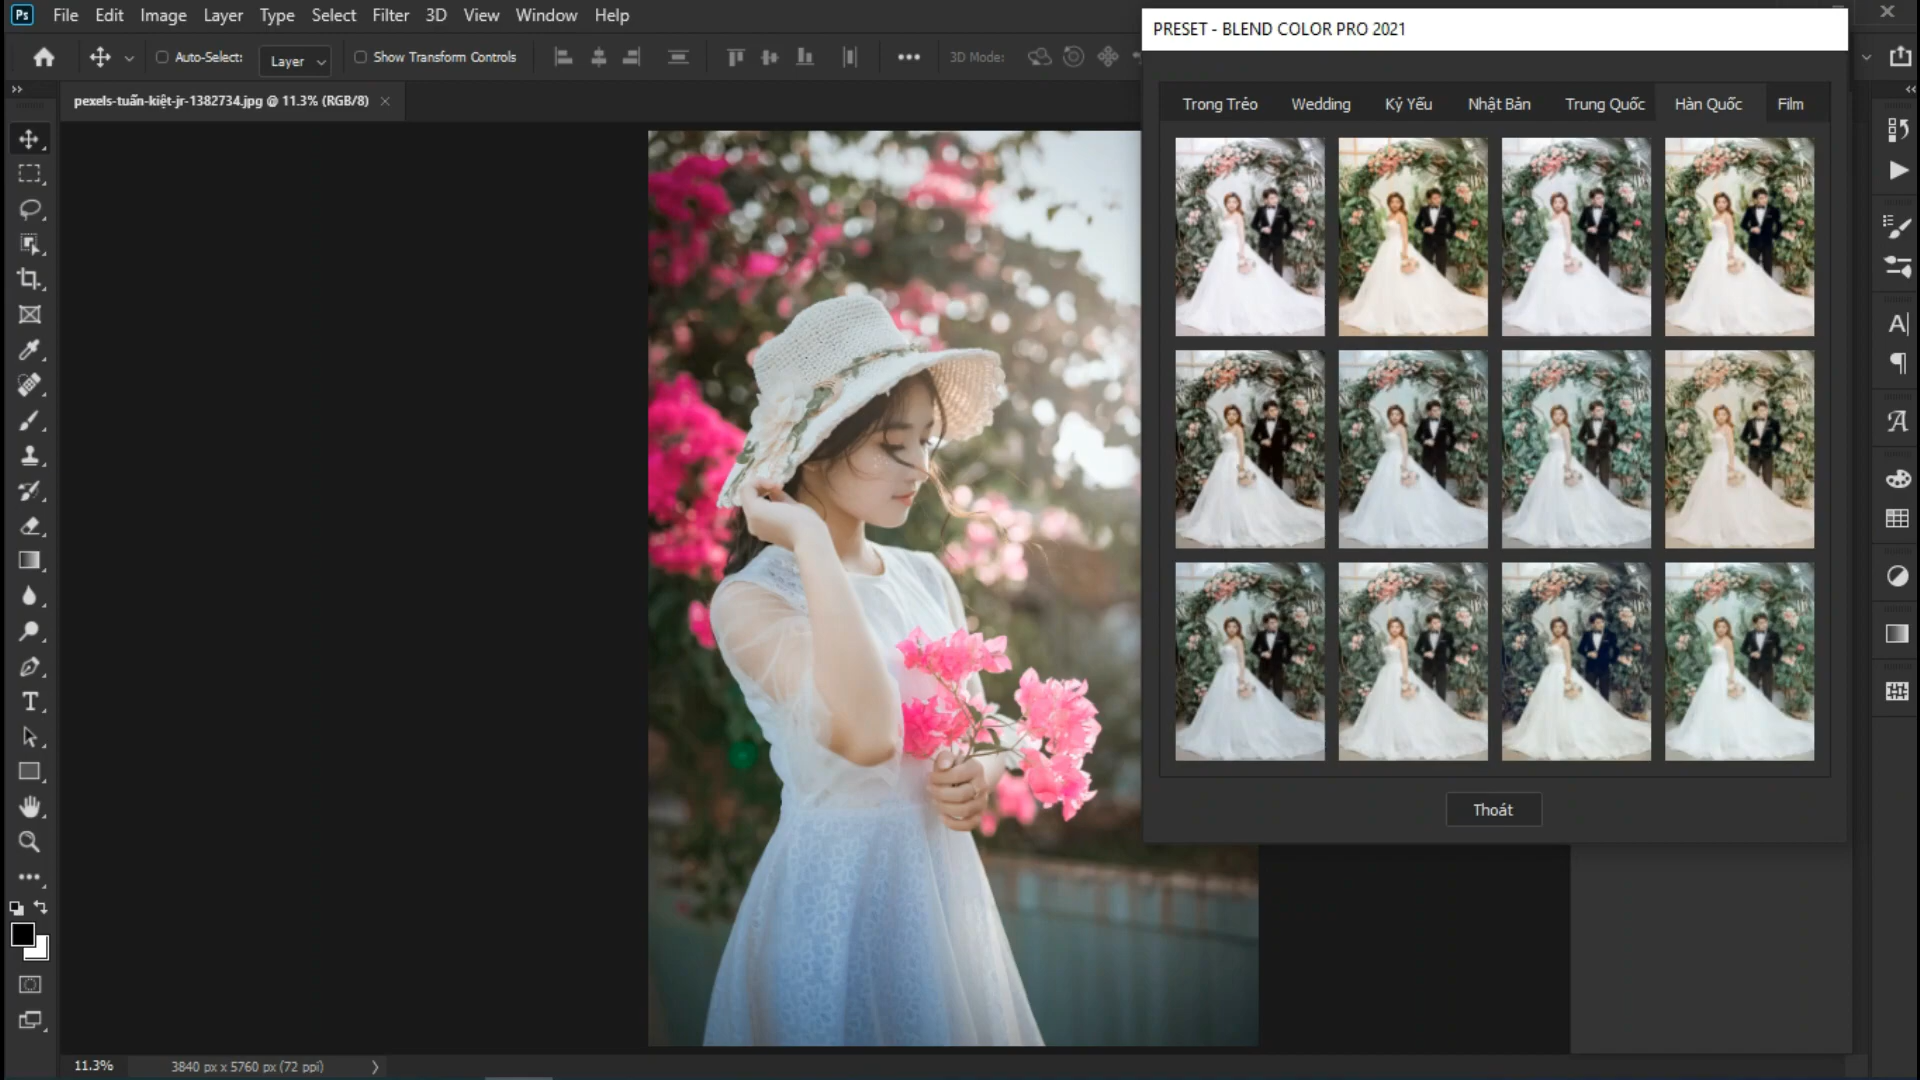 Ps File Edit Image Layer Type Select Filter 3D View Window Help
PRESET - BLEND COLOR PRO 2021
Auto-Select: Layer Show Transform Controls 3D Mode:
pexels-tuấn-kiệt-jr-1382734.jpg @ 11.3% (RGB/8)
Trong Trẻo Wedding Kỷ Yếu Nhật Bản Trung Quốc Hàn Quốc Film
Thoát
11.3% 3840 px x 5760 px (72 ppi)